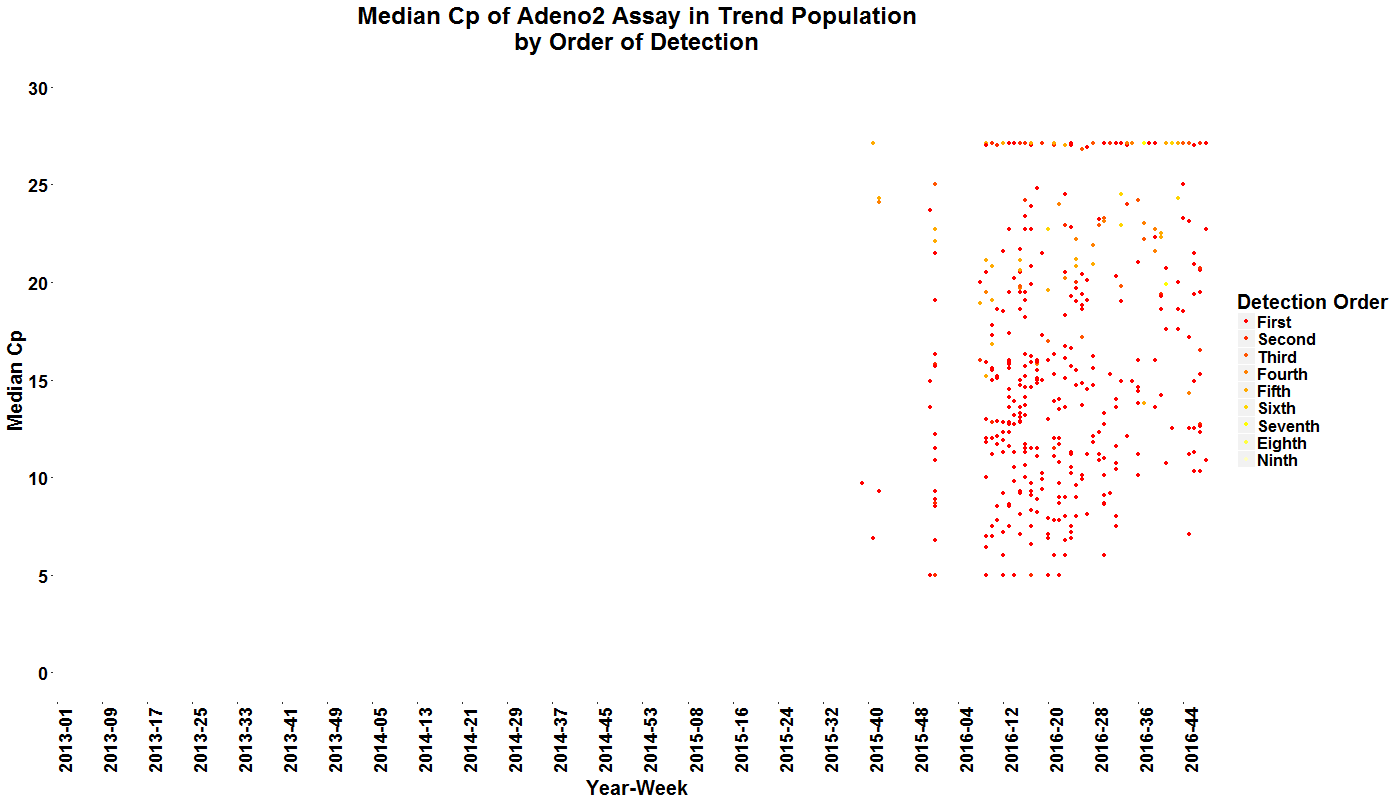 Median Cp of Adeno2 Assay in Trend Population
by Order of Detection
Median Cp
30
25
20
15
10
5
0
2013-01
2013-09
2013-17
2013-25
2013-33
2013-41
2013-49
2014-05
2014-13
2014-21
2014-29
2014-37
2014-45
2014-53
2015-08
2015-16
2015-24
2015-32
2015-40
2015-48
2016-04
2016-12
2016-20
2016-28
2016-36
2016-44
Year-Week
Detection Order
First
Second
Third
Fourth
Fifth
Sixth
Seventh
Eighth
Ninth